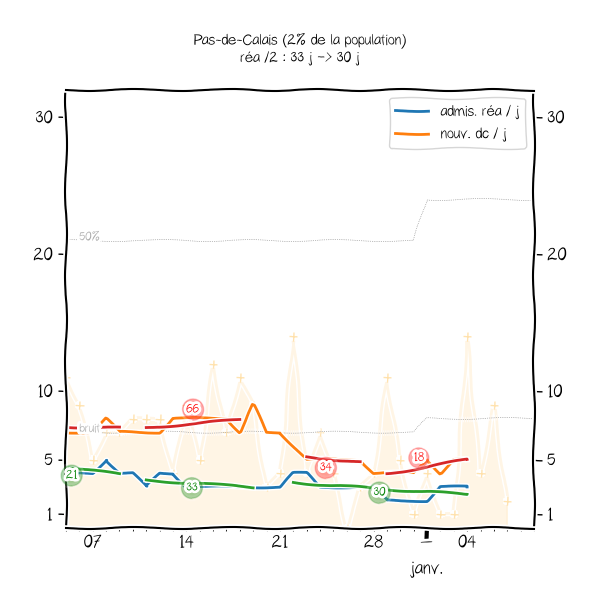 Pas-de-Calais (2% de la population)
réa /2 : 33 j -> 30 j
admis. réa / j
nouv. dc / j
30 30
50%
20 20
10 10
66
bruit
5 5
18
34
21
33
30
1 1
07 14 21 28 1 04
janv.